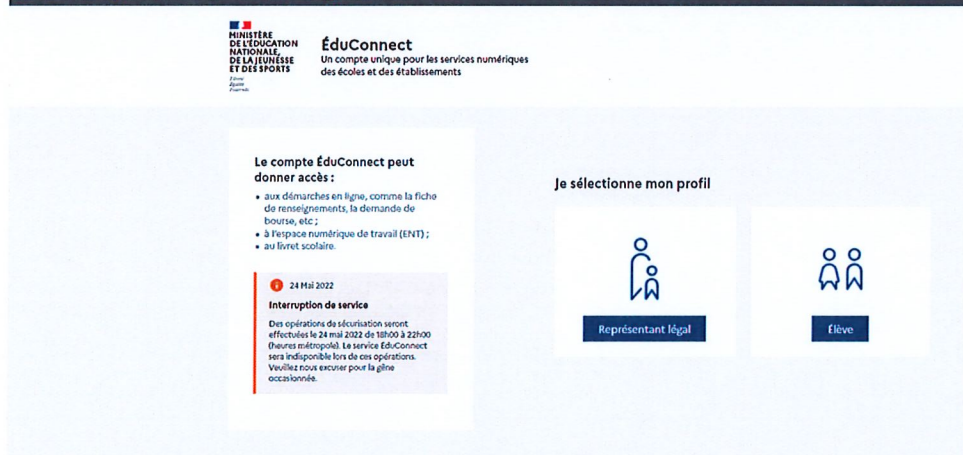 MINISTÈRE
DE L'ÉDUCATION
NATIONALE,
DE LA JEUNESSE
ET DES SPORTS
Liberté
Égalité
Fraternité
ÉduConnect
Un compte unique pour les services numériques
des écoles et des établissements
Le compte ÉduConnect peut
donner accès :
• aux démarches en ligne, comme la fiche
de renseignements, la demande de
bourse, etc ;
• à l'espace numérique de travail (ENT) ;
• au livret scolaire.
24 Mai 2022
Interruption de service
Des opérations de sécurisation seront
effectuées le 24 mai 2022 de 18h00 à 22h00
(heures métropole). Le service ÉduConnect
sera indisponible lors de ces opérations.
Veuillez nous excuser pour la gêne
occasionnée.
Je sélectionne mon profil
Représentant légal
Élève